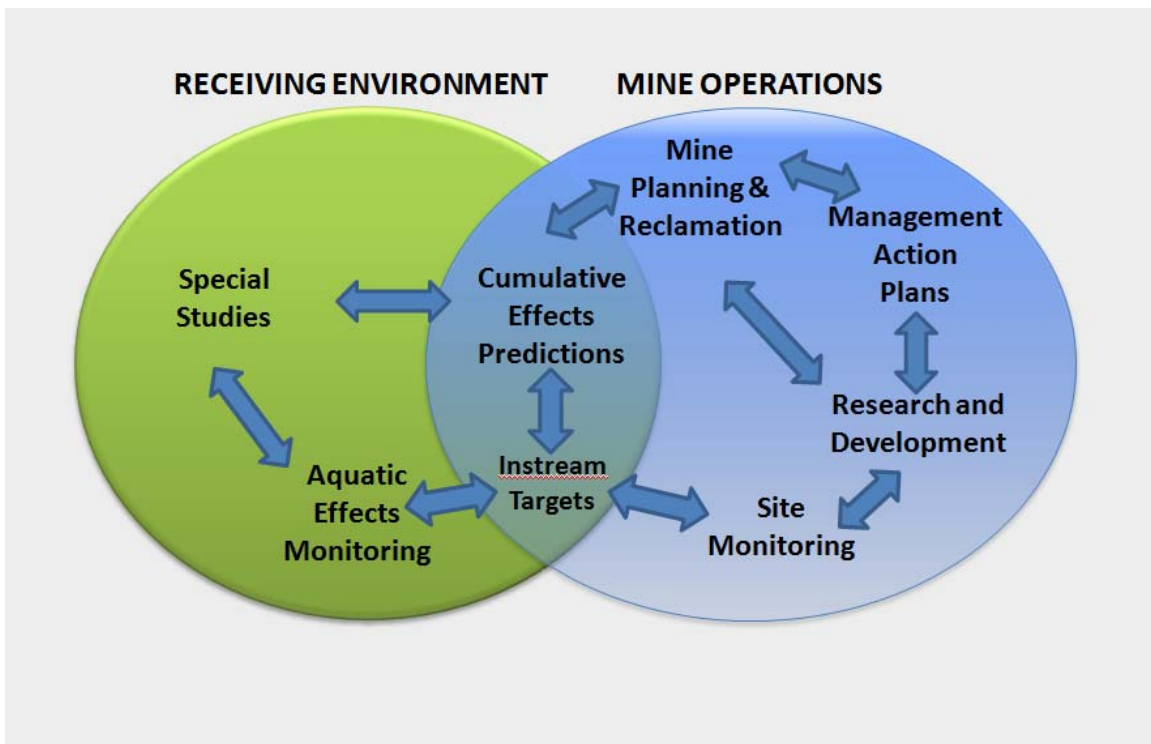 RECEIVING ENVIRONMENT
MINE OPERATIONS
Special
Studies
Aquatic
Effects
Monitoring
Cumulative
Effects
Predictions
Instream
Targets
Mine
Planning &
Reclamation
Management
Action
Plans
Research and
Development
Site
Monitoring